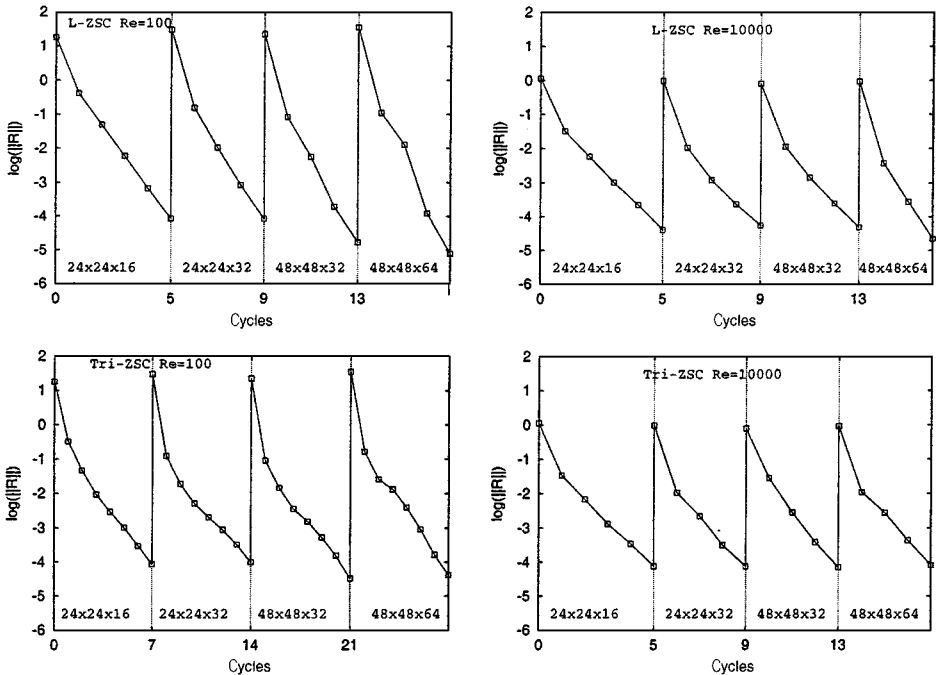 L-ZSC Re=100
log(||R||)
2
1
0
-1
-2
-3
-4
-5
-6
24x24x16 24x24x32 48x48x32 48x48x64
0 5 9 13
Cycles
L-ZSC Re=10000
log(||R||)
2
1
0
-1
-2
-3
-4
-5
-6
24x24x16 24x24x32 48x48x32 48x48x64
0 5 9 13
Cycles
Tri-ZSC Re=100
log(||R||)
2
1
0
-1
-2
-3
-4
-5
-6
24x24x16 24x24x32 48x48x32 48x48x64
0 7 14 21
Cycles
Tri-ZSC Re=10000
log(||R||)
2
1
0
-1
-2
-3
-4
-5
-6
24x24x16 24x24x32 48x48x32 48x48x64
0 5 9 13
Cycles